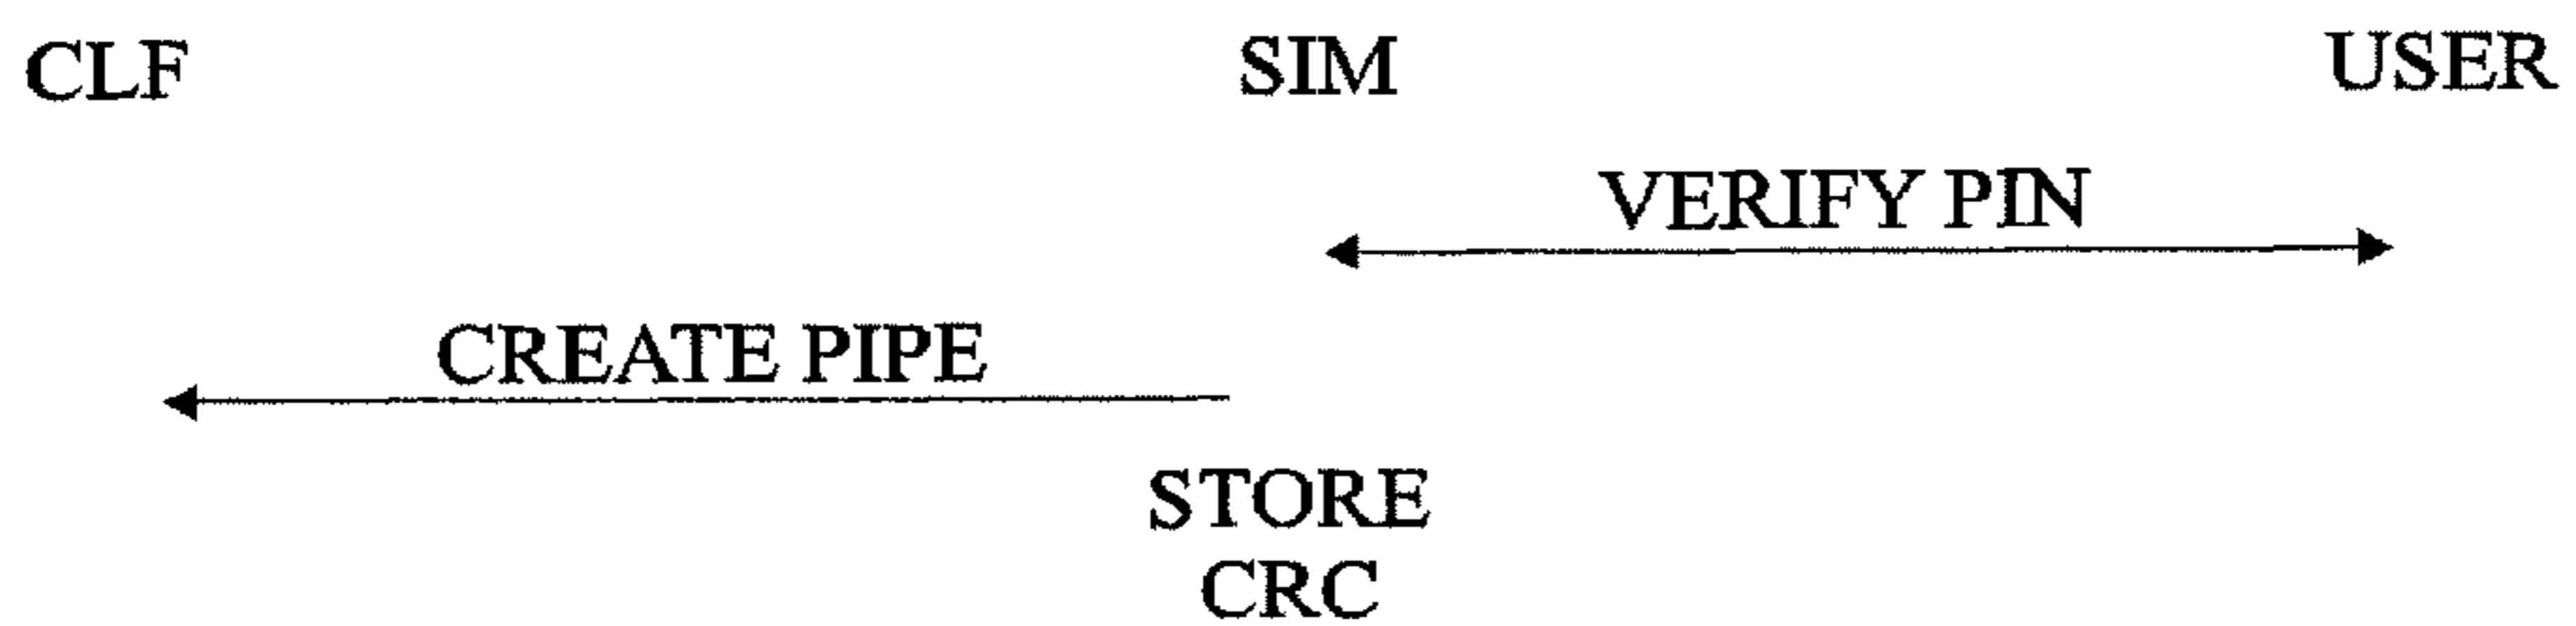 CLF SIM USER
VERIFY PIN
CREATE PIPE
STORE
CRC